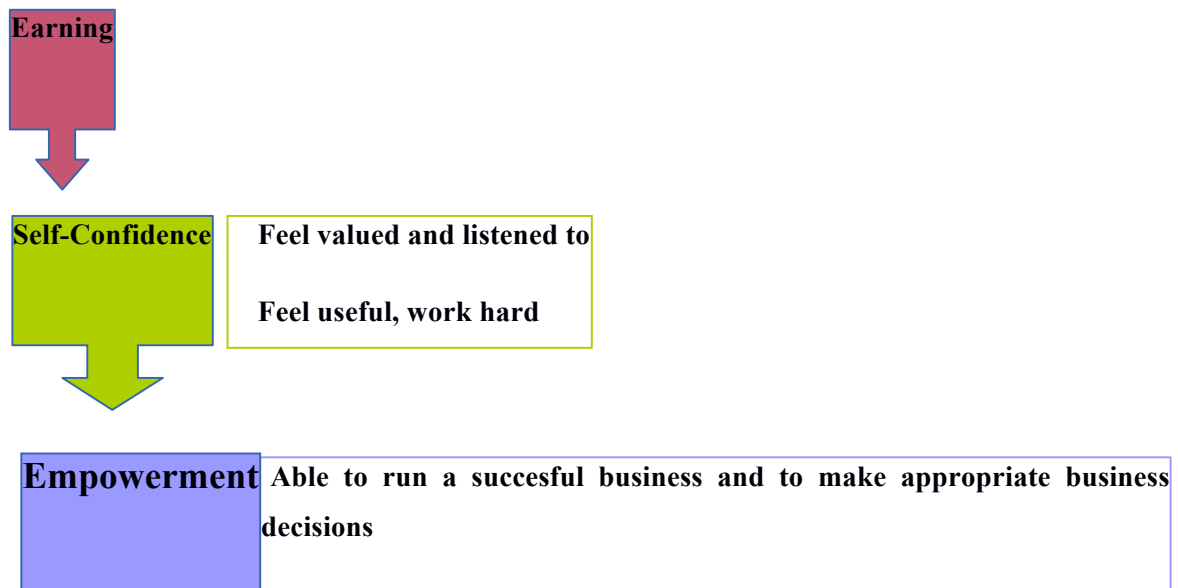 Earning
Self-Confidence
Feel valued and listened to
Feel useful, work hard
Empowerment
Able to run a succesful business and to make appropriate business
decisions